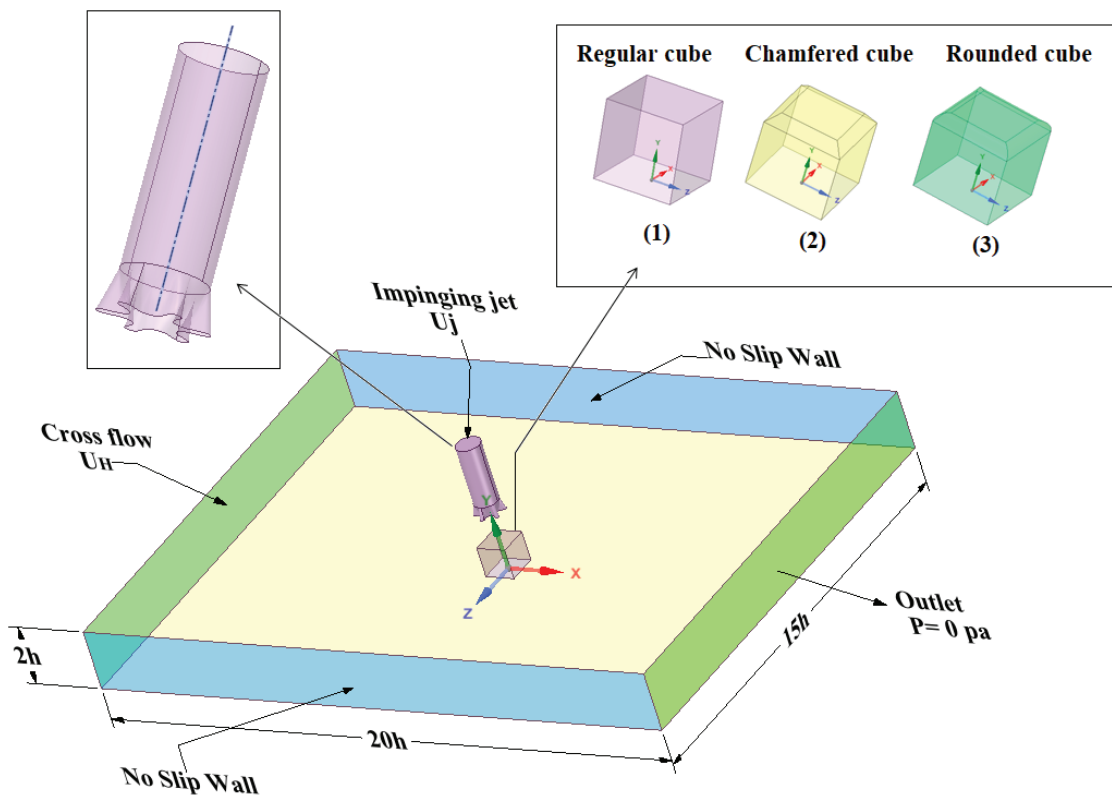 Regular cube
Chamfered cube
Rounded cube
Y
X
Z
Y
X
Z
Y
X
Z
(1)
(2)
(3)
Impinging jet
Uj
No Slip Wall
Cross flow
UH
Y
X
Z
Outlet
P= 0 pa
15h
2h
20h
No Slip Wall